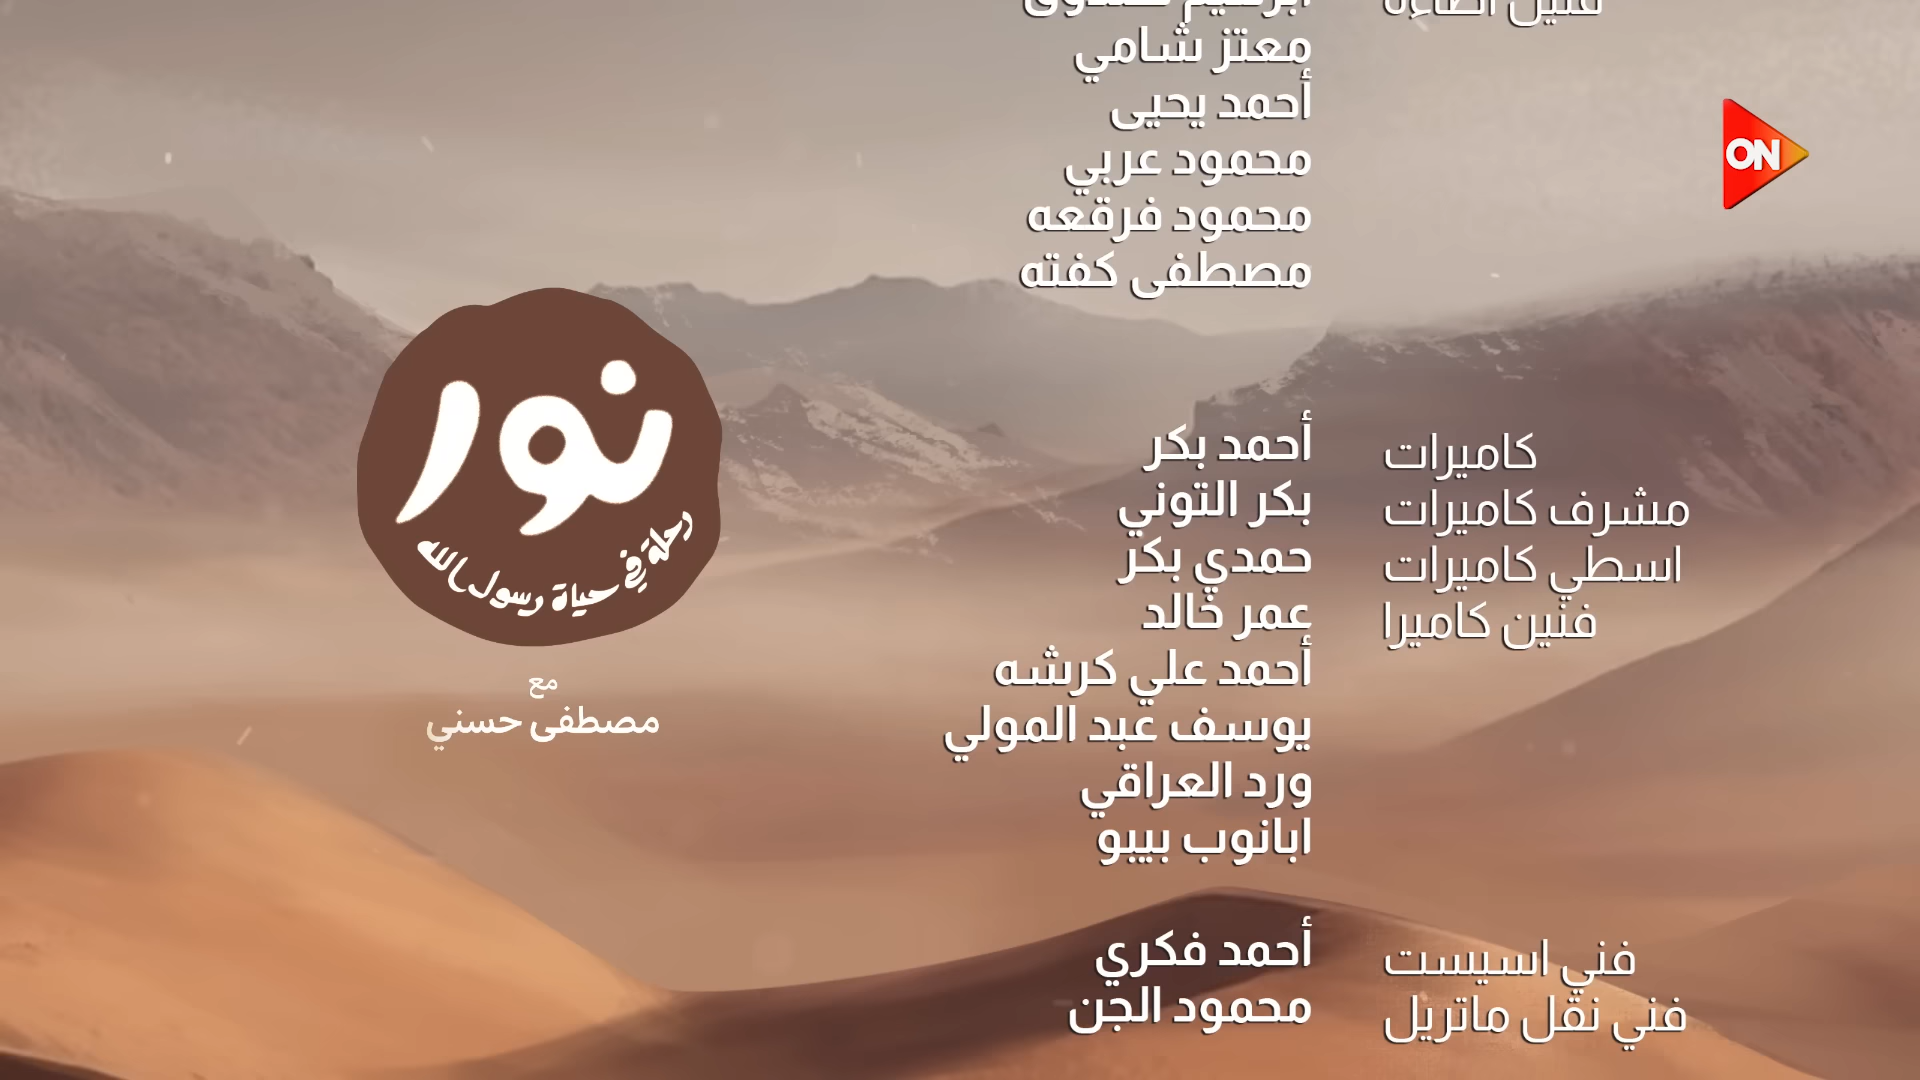 فنين اضاءة
معتز شامي
أحمد يحيى
محمود عربي
محمود فرقعه
مصطفى كفته
ON
كاميرات أحمد بكر
مشرف كاميرات بكر التوني
اسطي كاميرات حمدي بكر
فنين كاميرا عمر خالد
أحمد علي كرشه
يوسف عبد المولي
ورد العراقي
ابانوب بيبو
فني اسيست أحمد فكري
فني نقل ماتريل محمود الجن
نور
رحلة في حياة رسول الله
مع
مصطفى حسني